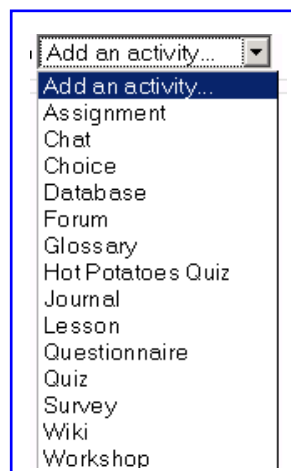 Add an activity...
Add an activity...
Assignment
Chat
Choice
Database
Forum
Glossary
Hot Potatoes Quiz
Journal
Lesson
Questionnaire
Quiz
Survey
Wiki
Workshop